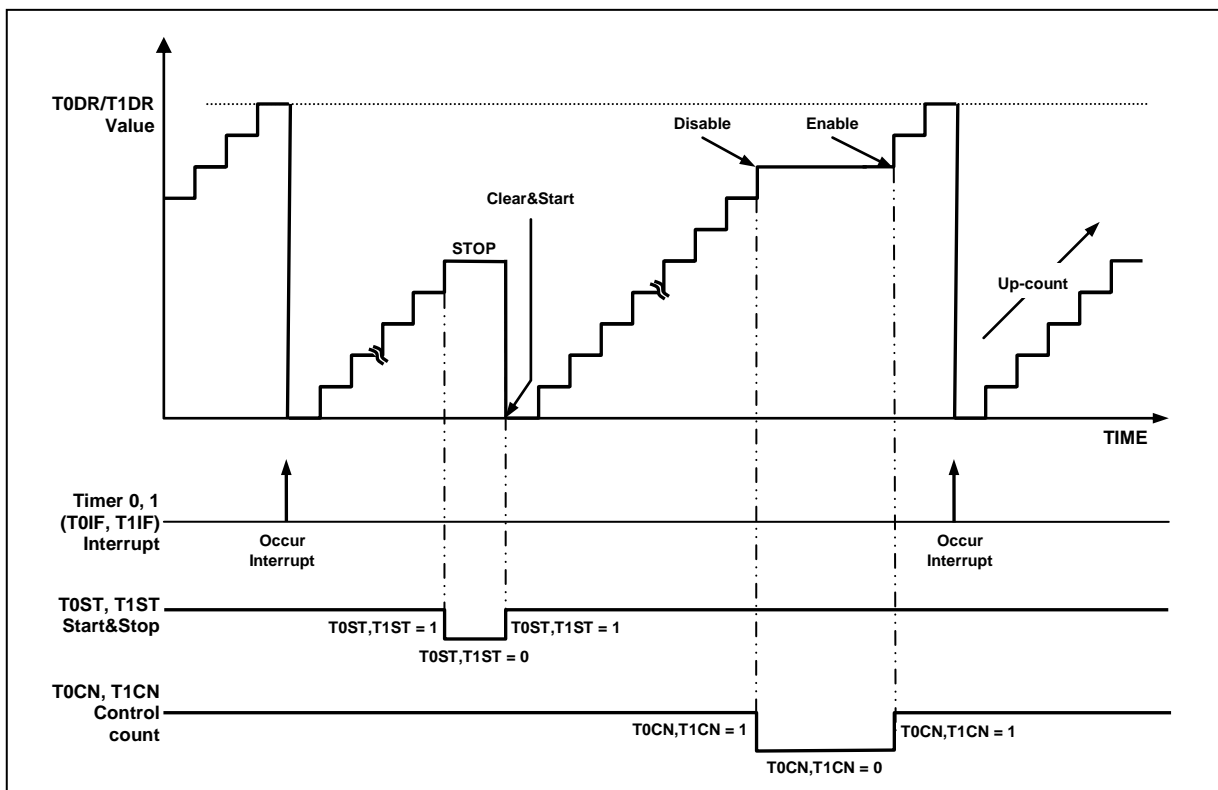 T0DR/T1DR
Value
Disable
Enable
Clear&Start
STOP
Up-count
TIME
Timer 0, 1
(T0IF, T1IF)
Interrupt
Occur
Interrupt
Occur
Interrupt
T0ST, T1ST
Start&Stop
T0ST,T1ST = 1
T0ST,T1ST = 1
T0ST,T1ST = 0
T0CN, T1CN
Control
count
T0CN,T1CN = 1
T0CN,T1CN = 1
T0CN,T1CN = 0